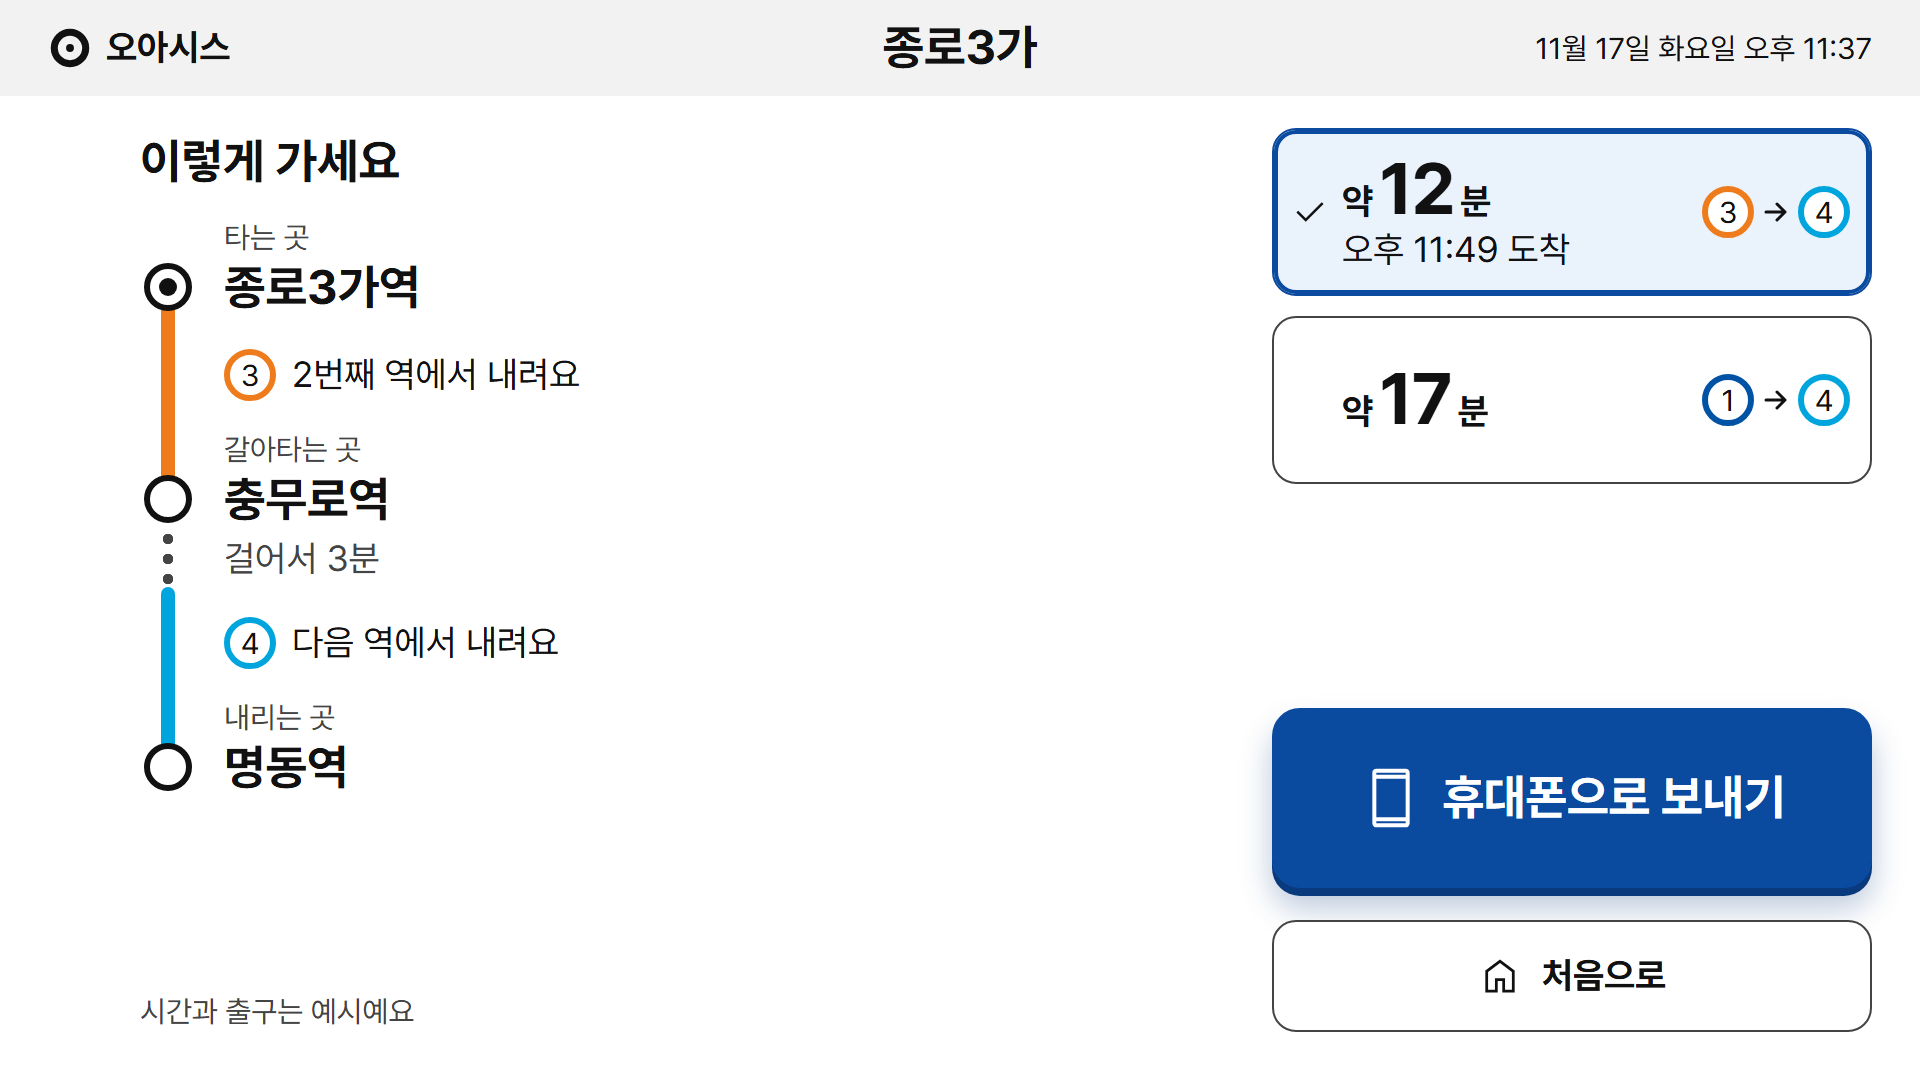 오아시스
종로3가
11월 17일 화요일 오후 11:37
이렇게 가세요
타는 곳
종로3가역
3 2번째 역에서 내려요
갈아타는 곳
충무로역
걸어서 3분
4 다음 역에서 내려요
내리는 곳
명동역
시간과 출구는 예시예요
약 12 분
오후 11:49 도착
3 → 4
약 17 분
1 → 4
휴대폰으로 보내기
처음으로